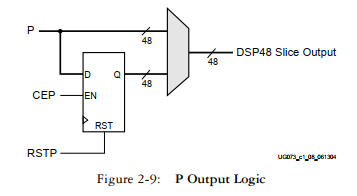 P
48
DSP48 Slice Output
48
D
Q
48
CEP
EN
RST
RSTP
UG073_c1_08_061304
Figure 2-9: P Output Logic